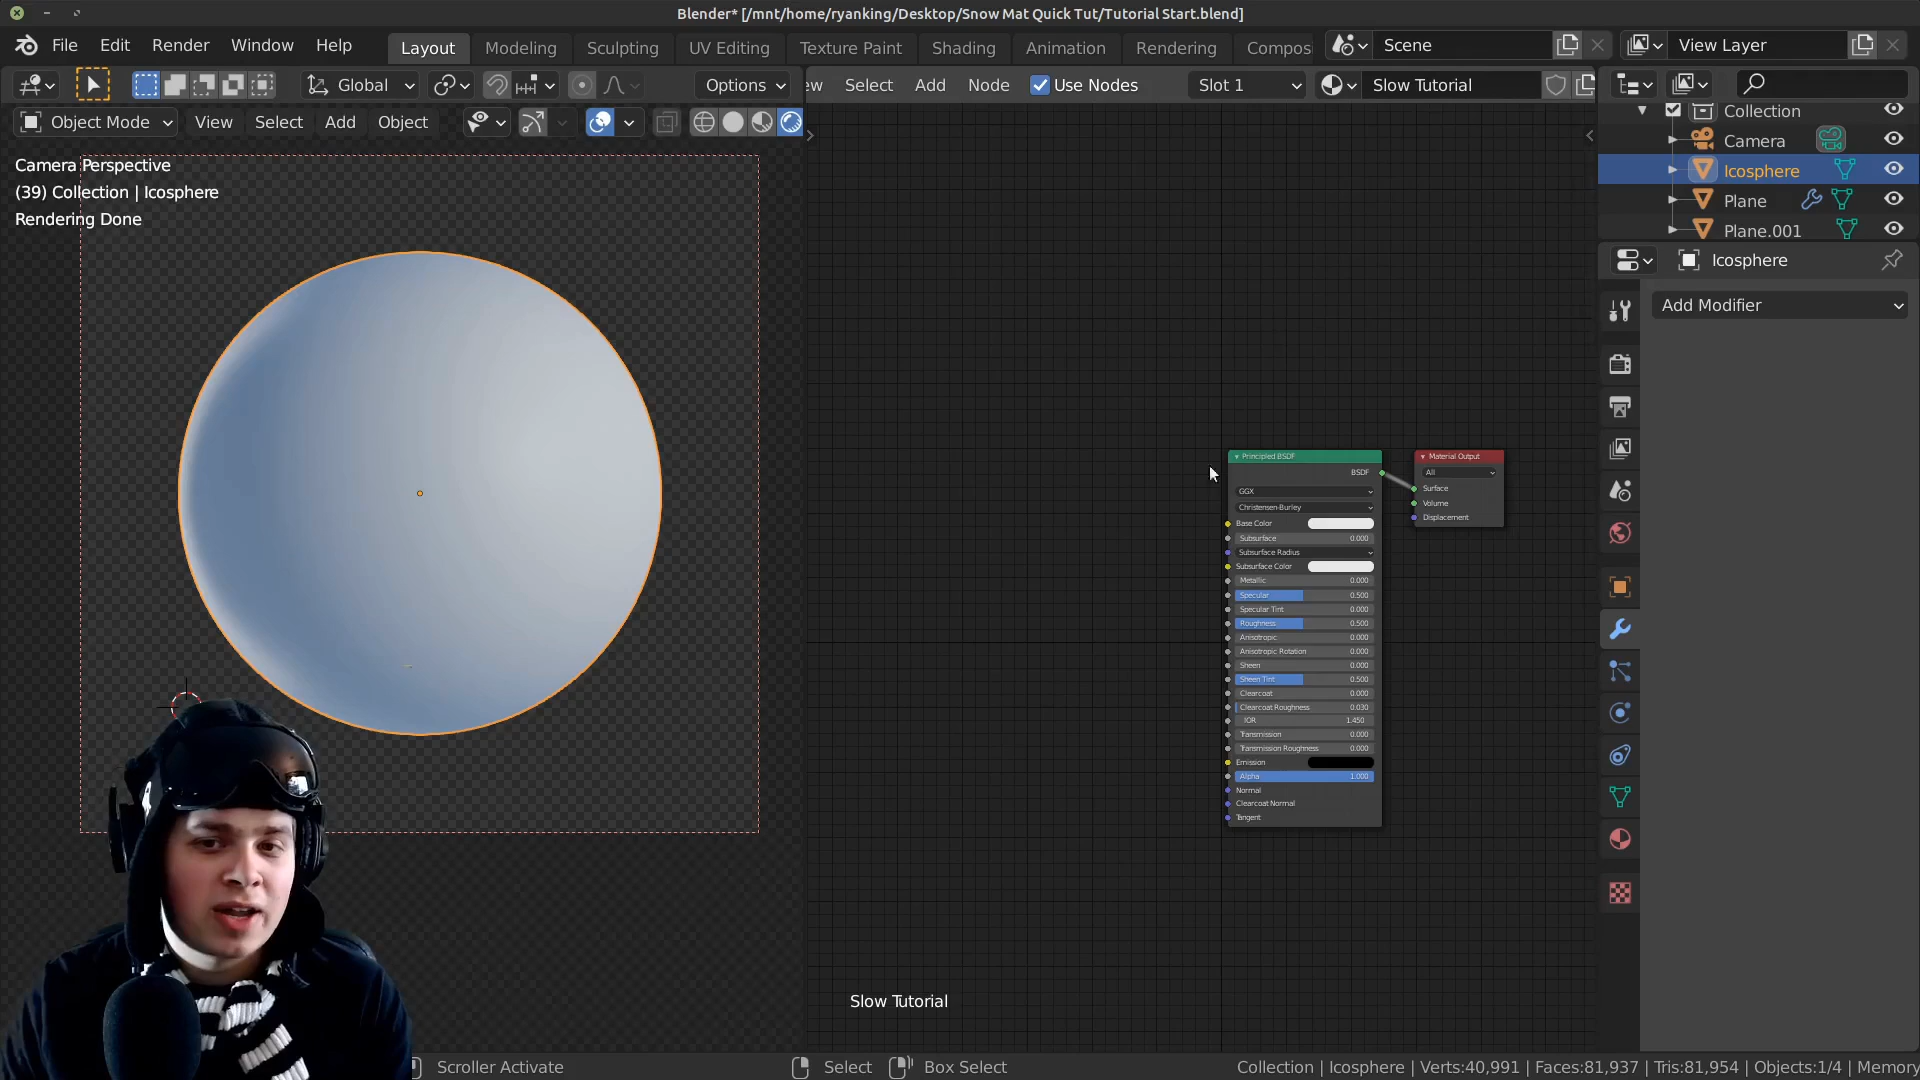 Blender* [/mnt/home/ryanking/Desktop/Snow Mat Quick Tut/Tutorial Start.blend]
File Edit Render Window Help Layout Modeling Sculpting UV Editing Texture Paint Shading Animation Rendering Compos Scene View Layer
Global Options ew Select Add Node Use Nodes Slot 1 Slow Tutorial
Object Mode View Select Add Object
Collection
Camera
Icosphere
Plane
Plane.001
Icosphere
Add Modifier
Camera Perspective
(39) Collection | Icosphere
Rendering Done
Principled BSDF
BSDF
GGX
Christensen-Burley
Base Color
Subsurface 0.000
Subsurface Radius
Subsurface Color
Metallic 0.000
Specular 0.500
Specular Tint 0.000
Roughness 0.500
Anisotropic 0.000
Anisotropic Rotation 0.000
Sheen 0.000
Sheen Tint 0.500
Clearcoat 0.000
Clearcoat Roughness 0.030
IOR 1.450
Transmission 0.000
Transmission Roughness 0.000
Emission
Alpha 1.000
Normal
Clearcoat Normal
Tangent
Material Output
All
Surface
Volume
Displacement
Slow Tutorial
Scroller Activate Select Box Select Collection | Icosphere | Verts:40,991 | Faces:81,937 | Tris:81,954 | Objects:1/4 | Memory